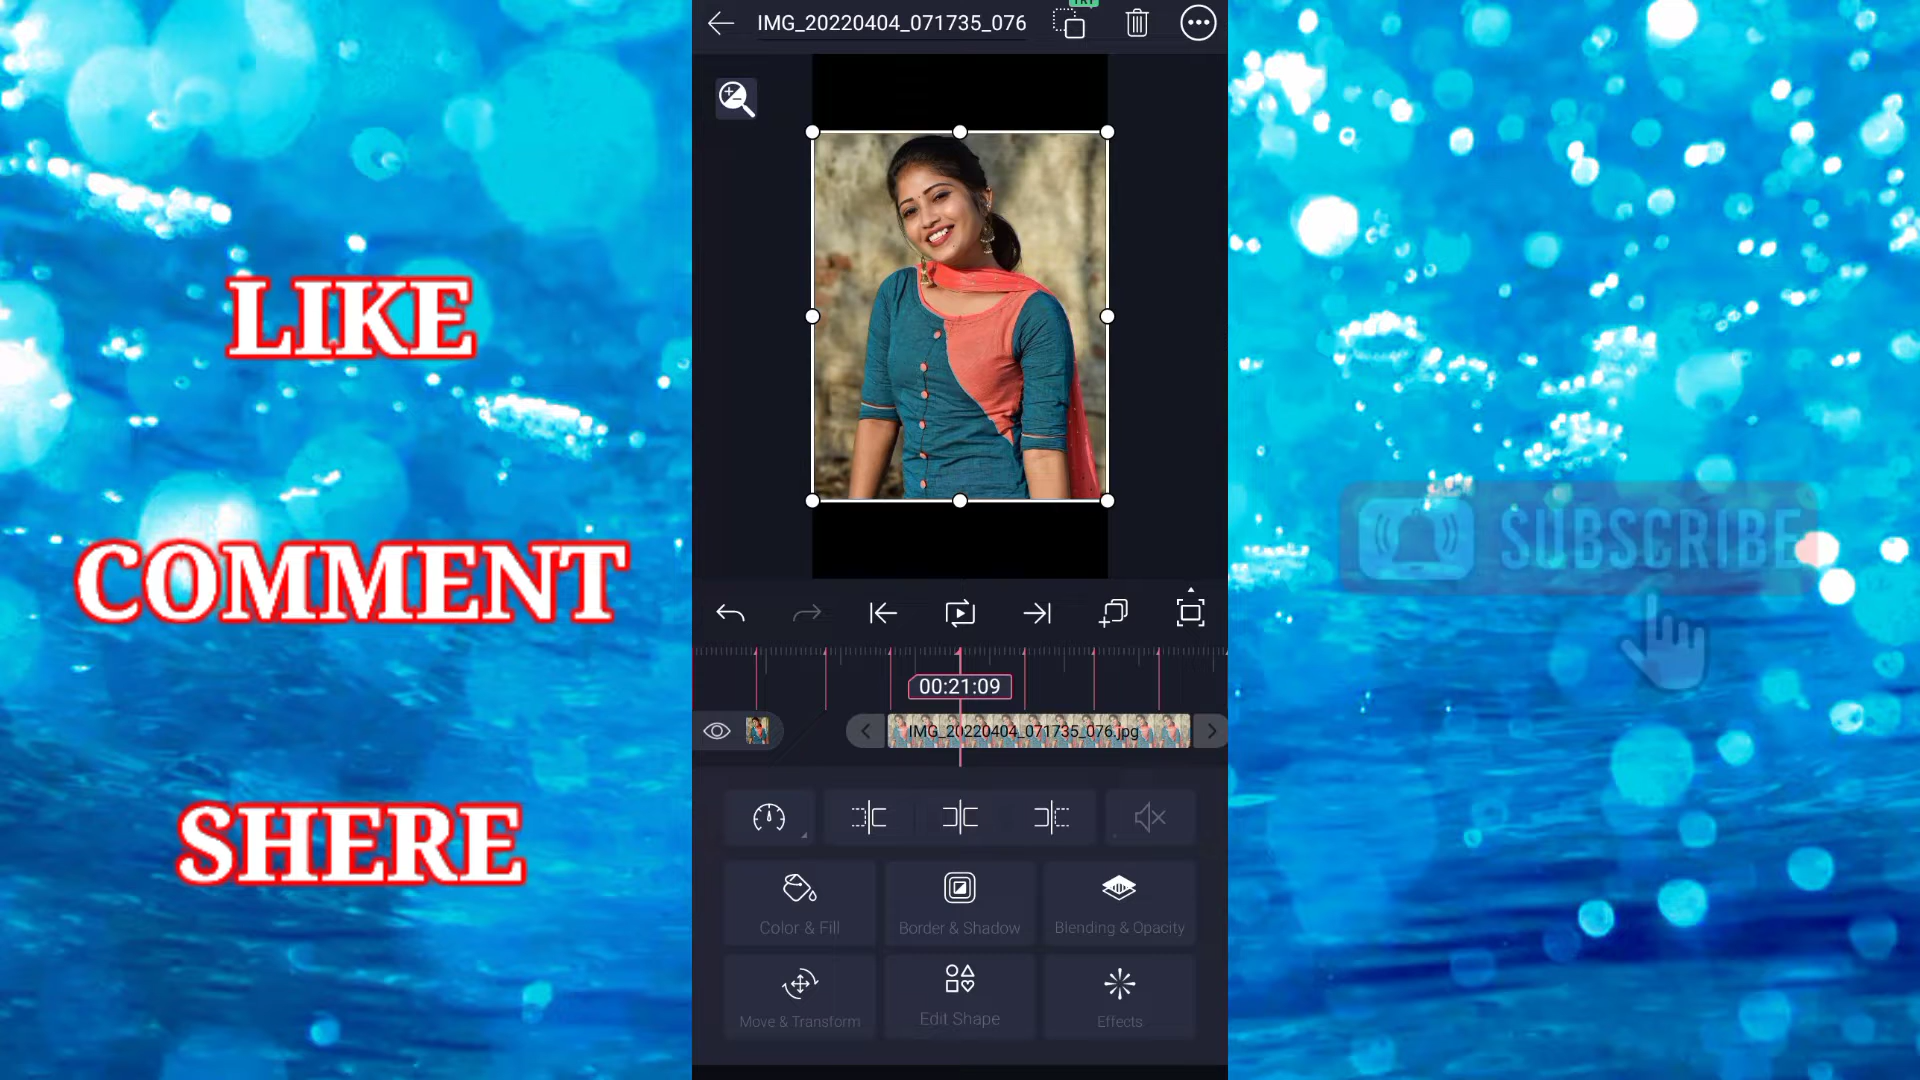 IMG_20220404_071735_076
TRY
LIKE
COMMENT
SHERE
SUBSCRIBE
00:21:09
IMG_20220404_071735_076.jpg
Color & Fill
Border & Shadow
Blending & Opacity
Move & Transform
Edit Shape
Effects